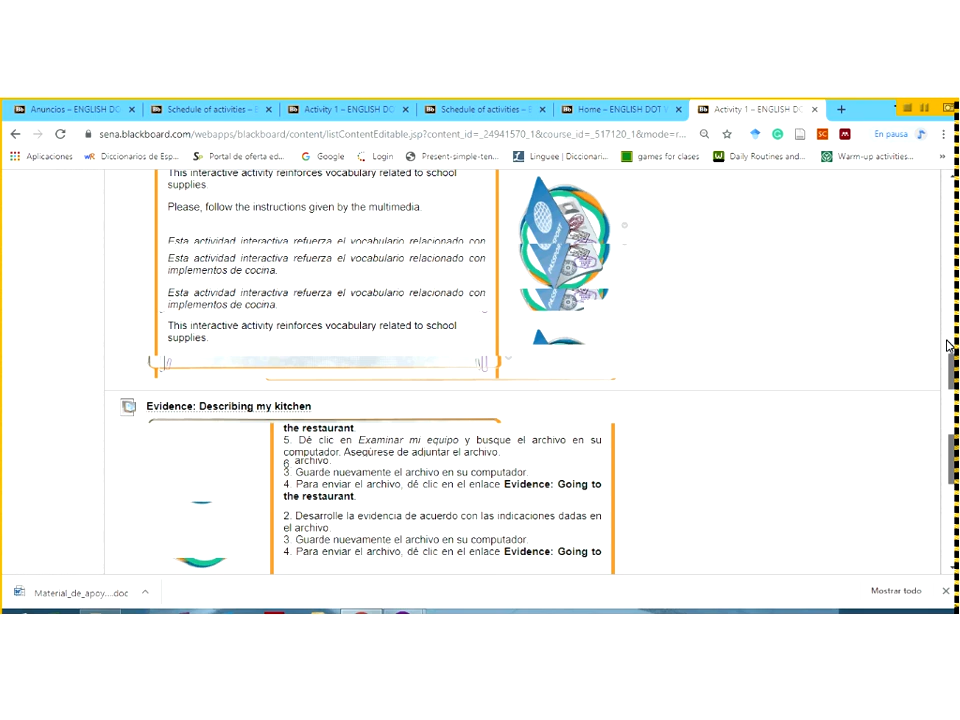 Anuncios – ENGLISH DO
Schedule of activities – E
Activity 1 – ENGLISH DO
Schedule of activities – E
Home – ENGLISH DOT W
Activity 1 – ENGLISH DO
sena.blackboard.com/webapps/blackboard/content/listContentEditable.jsp?content_id=_24941570_1&course_id=_517120_1&mode=r...
En pausa
Aplicaciones
Diccionarios de Esp...
Portal de oferta ed...
Google
Login
Present-simple-ten...
Linguee | Diccionari...
games for clases
Daily Routines and...
Warm-up activities...
»
This interactive activity reinforces vocabulary related to school
supplies.
Please, follow the instructions given by the multimedia.
Esta actividad interactiva refuerza el vocabulario relacionado con
Esta actividad interactiva refuerza el vocabulario relacionado con
implementos de cocina.
Esta actividad interactiva refuerza el vocabulario relacionado con
implementos de cocina.
This interactive activity reinforces vocabulary related to school
supplies.
Evidence: Describing my kitchen
the restaurant.
5. Dé clic en Examinar mi equipo y busque el archivo en su
computador. Asegúrese de adjuntar el archivo.
6 archivo.
3. Guarde nuevamente el archivo en su computador.
4. Para enviar el archivo, dé clic en el enlace Evidence: Going to
the restaurant.
2. Desarrolle la evidencia de acuerdo con las indicaciones dadas en
el archivo.
3. Guarde nuevamente el archivo en su computador.
4. Para enviar el archivo, dé clic en el enlace Evidence: Going to
Material_de_apoy....doc
Mostrar todo